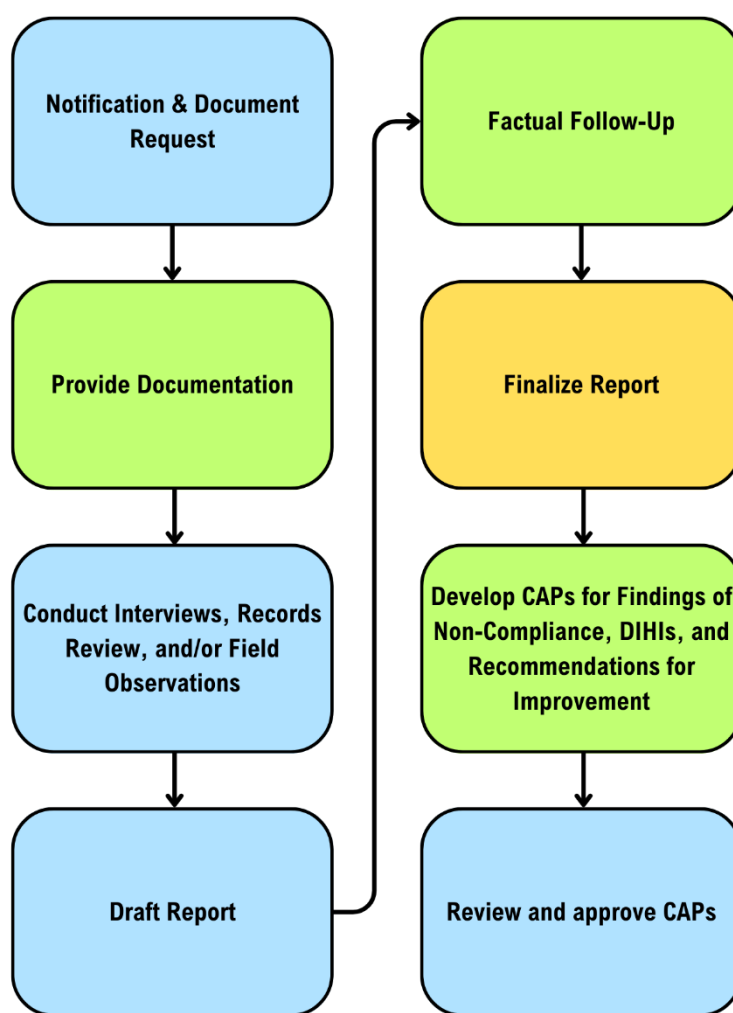 Notification & Document
Request
Provide Documentation
Conduct Interviews, Records
Review, and/or Field
Observations
Draft Report
Factual Follow-Up
Finalize Report
Develop CAPs for Findings of
Non-Compliance, DIHIs, and
Recommendations for
Improvement
Review and approve CAPs